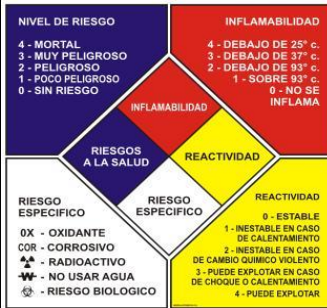 NIVEL DE RIESGO
4 - MORTAL
3 - MUY PELIGROSO
2 - PELIGROSO
1 - POCO PELIGROSO
0 - SIN RIESGO
INFLAMABILIDAD
4 - DEBAJO DE 25° c.
3 - DEBAJO DE 37° c.
2 - DEBAJO DE 93° c.
1 - SOBRE 93° c.
0 - NO SE
INFLAMA
INFLAMABILIDAD
RIESGOS
A LA SALUD
REACTIVIDAD
RIESGO
ESPECIFICO
RIESGO
ESPECIFICO
0X - OXIDANTE
COR - CORROSIVO
- RADIOACTIVO
W - NO USAR AGUA
- RIESGO BIOLOGICO
REACTIVIDAD
0 - ESTABLE
1 - INESTABLE EN CASO
DE CALENTAMIENTO
2 - INESTABLE EN CASO
DE CAMBIO QUIMICO VIOLENTO
3 - PUEDE EXPLOTAR EN CASO
DE CHOQUE O CALENTAMIENTO
4 - PUEDE EXPLOTAR